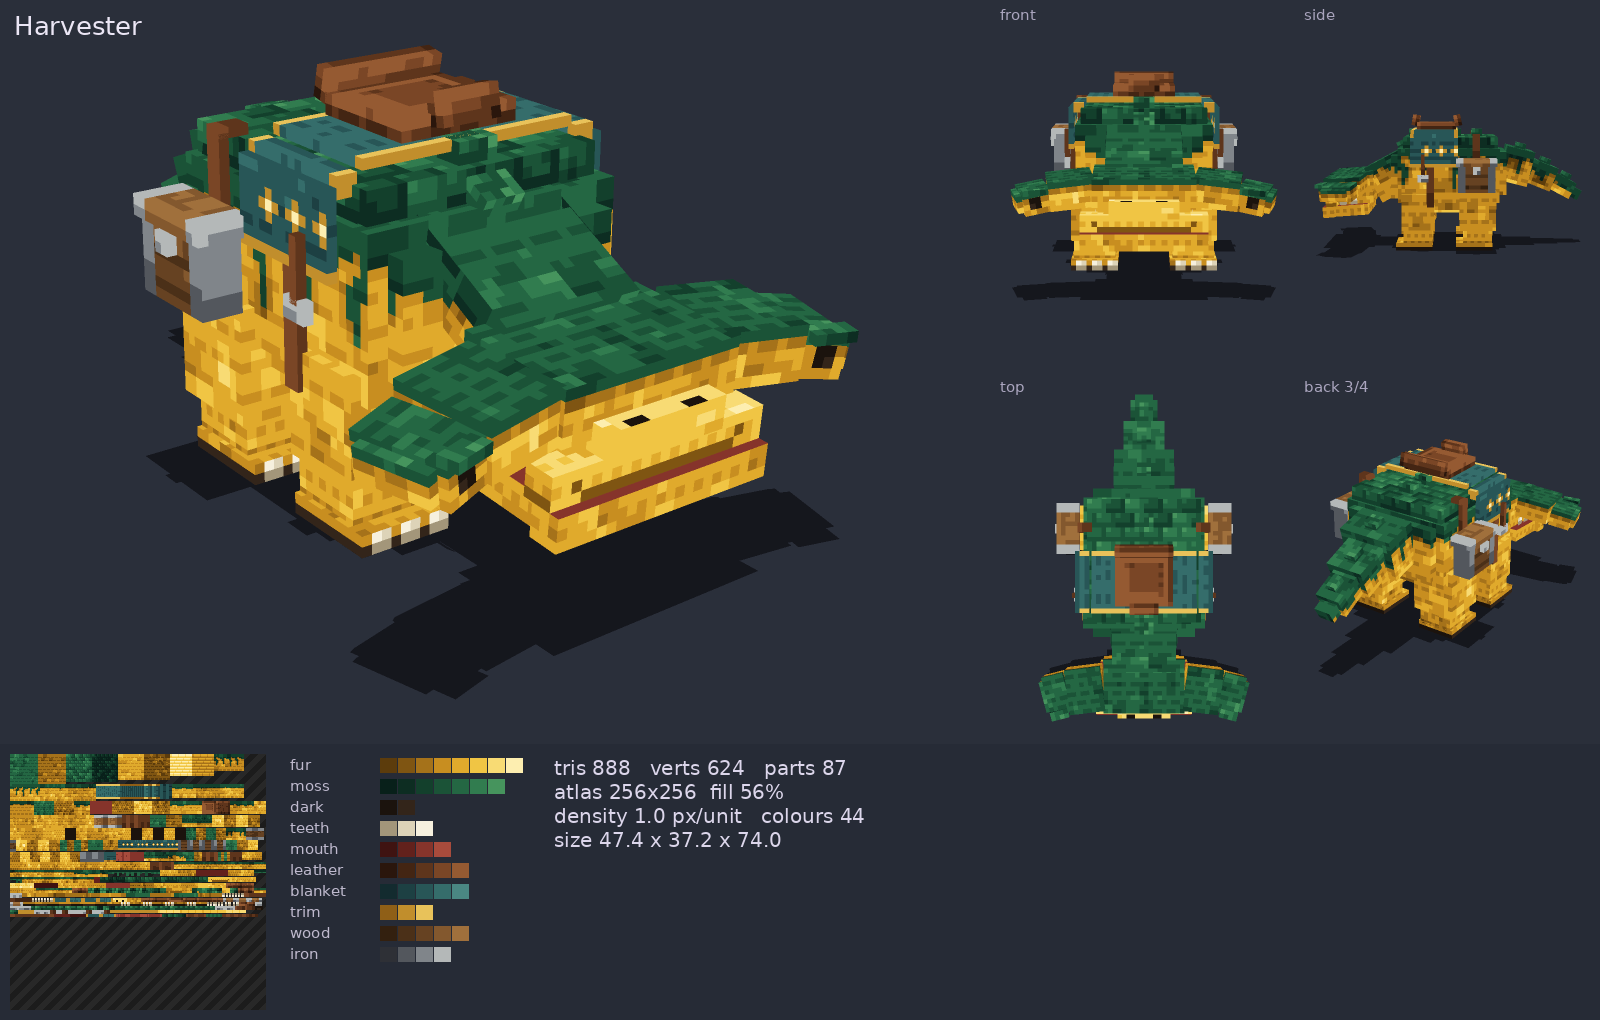 Harvester
front
side
top
back 3/4
fur
moss
dark
teeth
mouth
leather
blanket
trim
wood
iron
tris 888   verts 624   parts 87
atlas 256x256  fill 56%
density 1.0 px/unit   colours 44
size 47.4 x 37.2 x 74.0